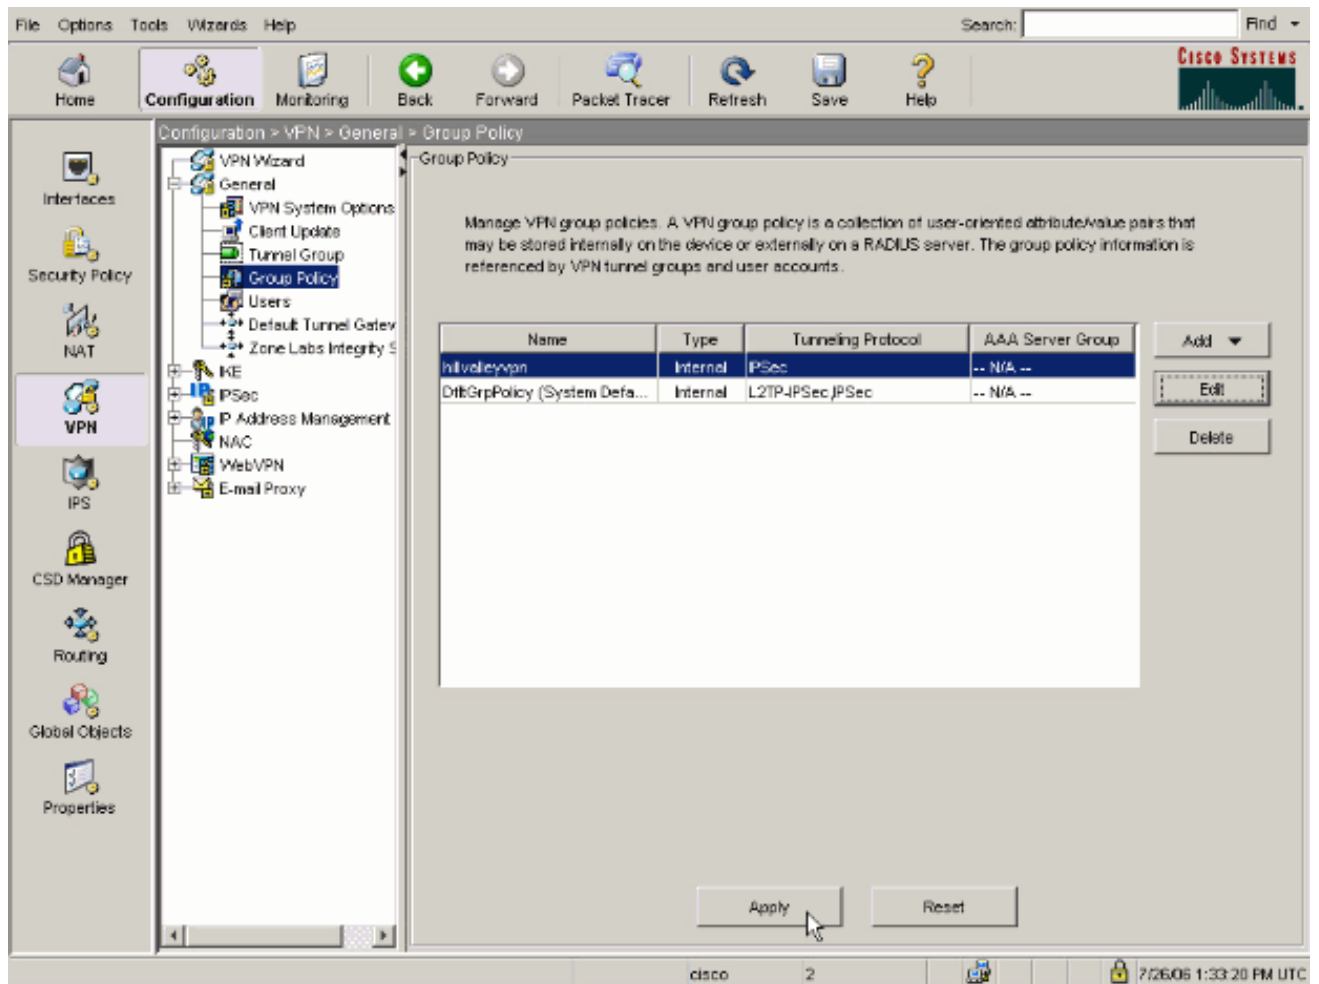 File Options Tools Wizards Help Search: Find
Home Configuration Monitoring Back Forward Packet Tracer Refresh Save Help
CISCO SYSTEMS
Configuration > VPN > General > Group Policy
Interfaces
Security Policy
NAT
VPN
IPS
CSD Manager
Routing
Global Objects
Properties
VPN Wizard
General
VPN System Options
Client Update
Tunnel Group
Group Policy
Users
Default Tunnel Gatew
Zone Labs Integrity S
IKE
IPSec
IP Address Management
NAC
WebVPN
E-mail Proxy
Group Policy
Manage VPN group policies. A VPN group policy is a collection of user-oriented attribute/value pairs that
may be stored internally on the device or externally on a RADIUS server. The group policy information is
referenced by VPN tunnel groups and user accounts.
Name Type Tunneling Protocol AAA Server Group
hillvalleyvpn Internal IPSec -- N/A --
DfltGrpPolicy (System Defa... Internal L2TP-IPSec,IPSec -- N/A --
Add
Edit
Delete
Apply Reset
cisco 2 7/26/06 1:33:20 PM UTC